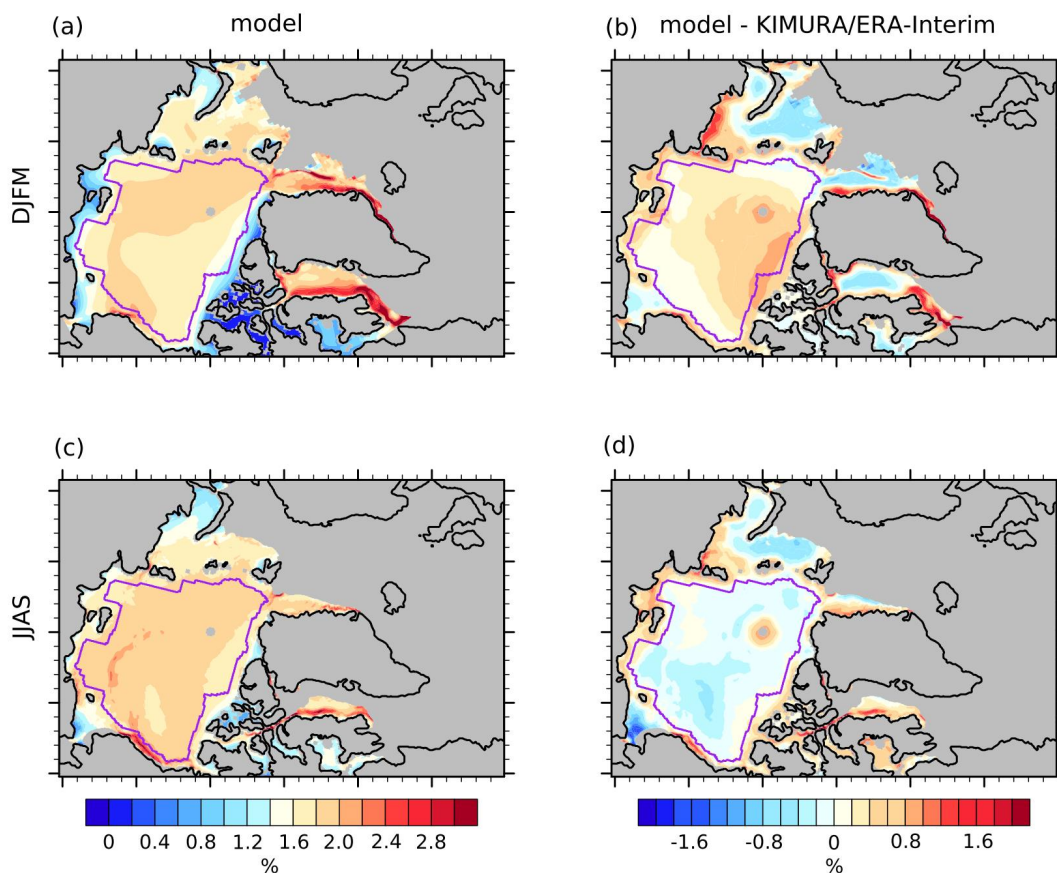 (a) model
(b) model - KIMURA/ERA-Interim
DJFM
(c)
(d)
JJAS
0 0.4 0.8 1.2 1.6 2.0 2.4 2.8
%
-1.6 -0.8 0 0.8 1.6
%